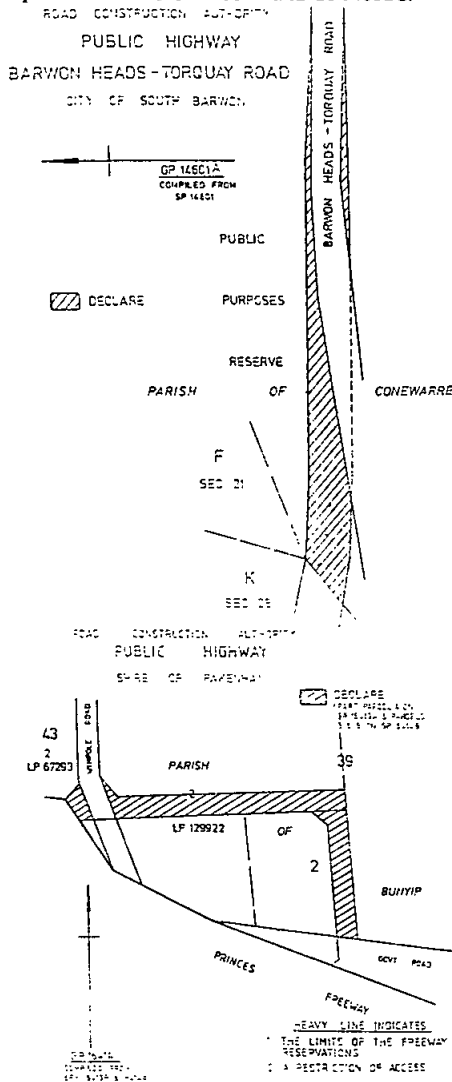 ROAD CONSTRUCTION AUTHORITY
PUBLIC HIGHWAY
BARWON HEADS-TORQUAY ROAD
CITY OF SOUTH BARWON
GP 14601A
COMPILED FROM
SP 14601
BARWON HEADS-TORQUAY ROAD
PUBLIC
DECLARE
PURPOSES
RESERVE
PARISH OF CONEWARRE
F
SEC 21
K
SEC
ROAD CONSTRUCTION AUTHORITY
PUBLIC HIGHWAY
SHIRE OF PAKENHAM
DECLARE
43
2
LP 67293
ROAD
PARISH
39
2
LP 129922
OF
2
BUNYIP
PRINCES
FREEWAY
GOVT ROAD
HEAVY LINE INDICATES
THE LIMITS OF THE FREEWAY
RESERVATIONS
A RESTRICTION OF ACCESS
COMPILED FROM